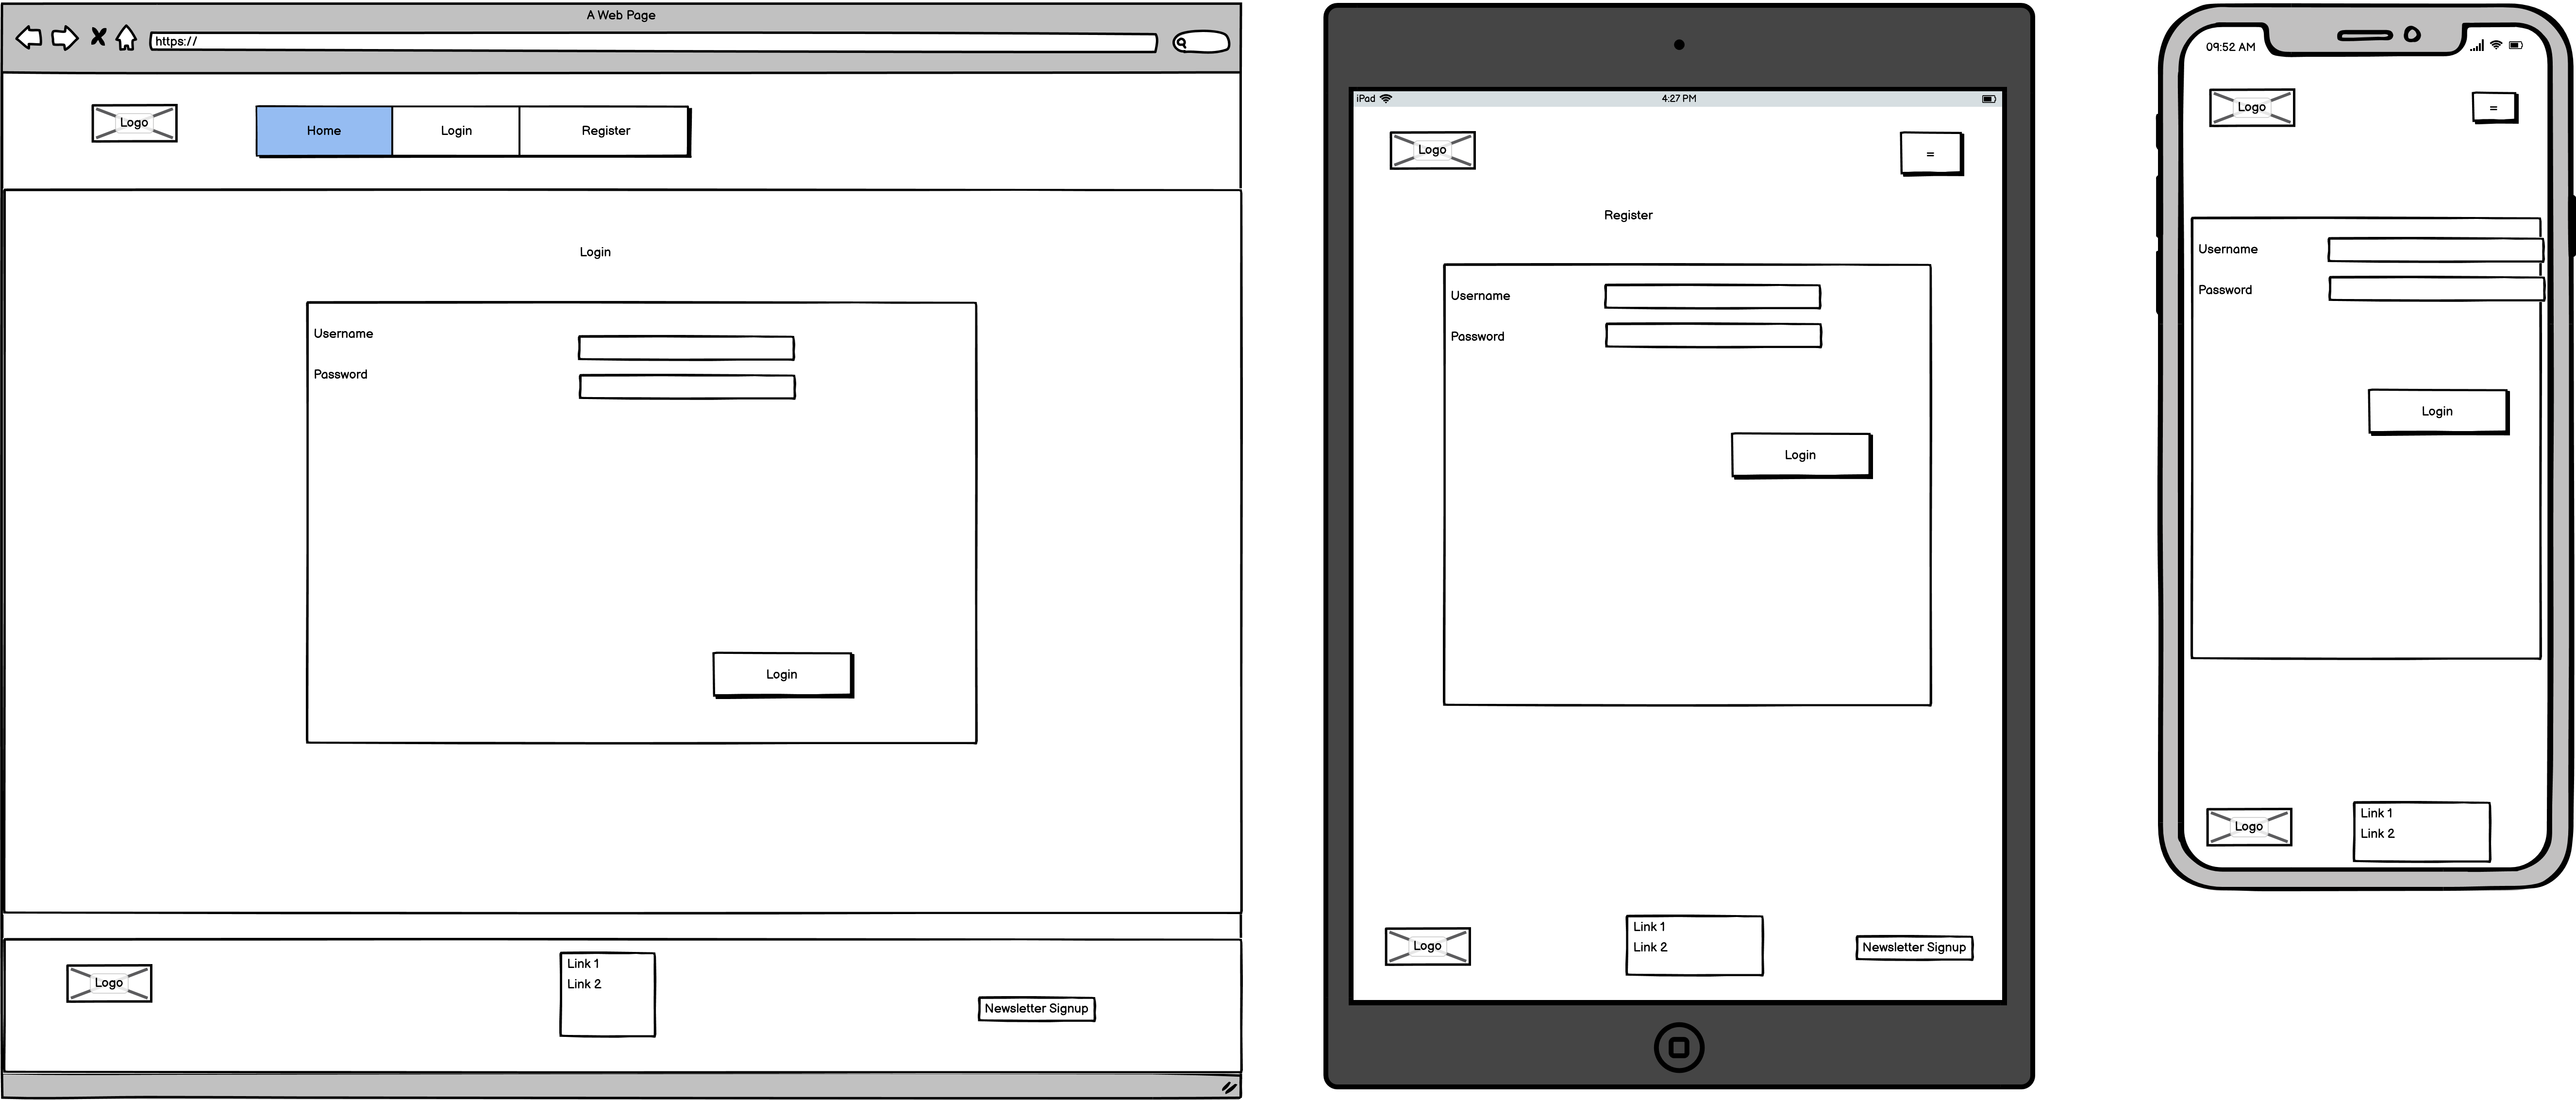 A Web Page
https://
Logo
Home
Login
Register
Login
Username
Password
Login
Logo
Link 1
Link 2
Newsletter Signup
iPad
4:27 PM
Logo
=
Register
Username
Password
Login
Logo
Link 1
Link 2
Newsletter Signup
09:52 AM
Logo
=
Username
Password
Login
Logo
Link 1
Link 2